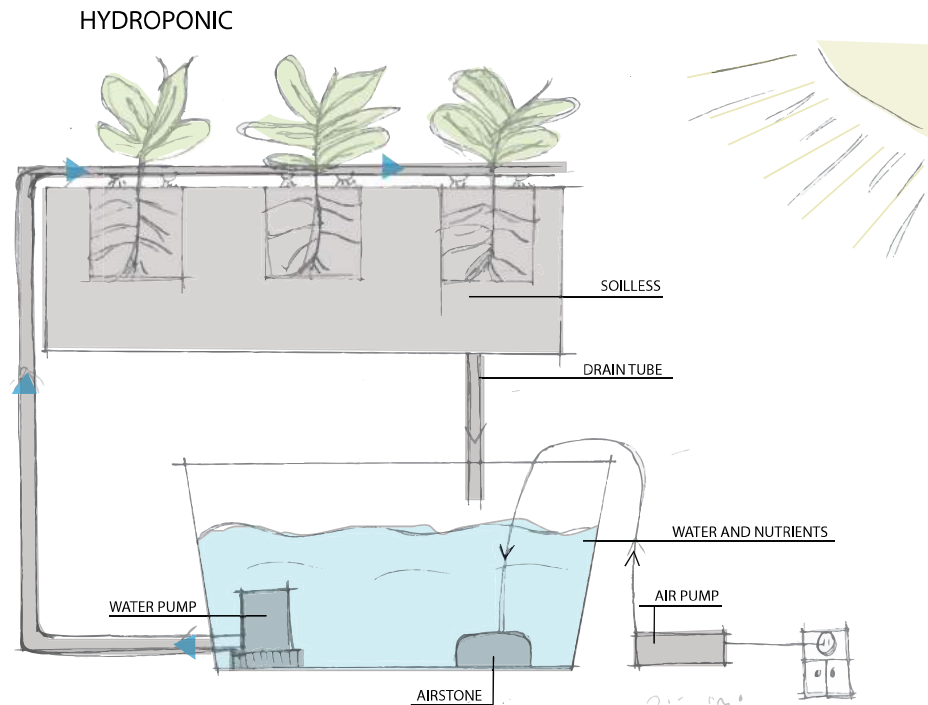 HYDROPONIC
SOILLESS
DRAIN TUBE
WATER AND NUTRIENTS
WATER PUMP
AIR PUMP
AIRSTONE